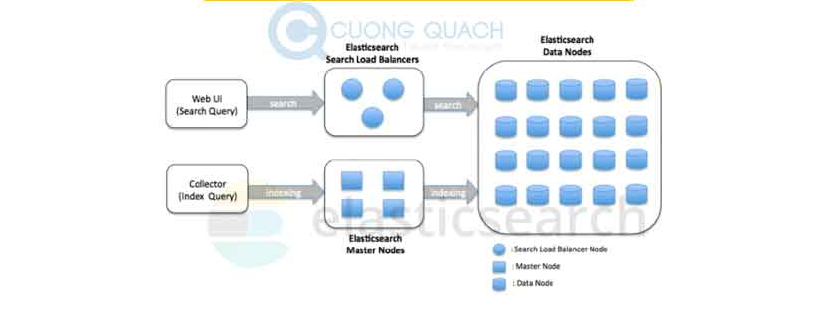 CUONG QUACH
Elasticsearch
Search Load Balancers
Elasticsearch
Data Nodes
Web UI
(Search Query)
search
search
Collector
(Index Query)
indexing
indexing
elasticsearch
Elasticsearch
Master Nodes
: Search Load Balancer Node
: Master Node
: Data Node